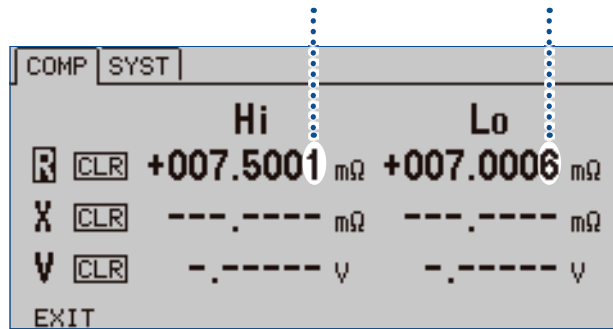 COMP SYST
Hi Lo
R CLR +007.5001 mΩ +007.0006 mΩ
X CLR ---.---- mΩ ---.---- mΩ
V CLR -.----- V -.----- V
EXIT